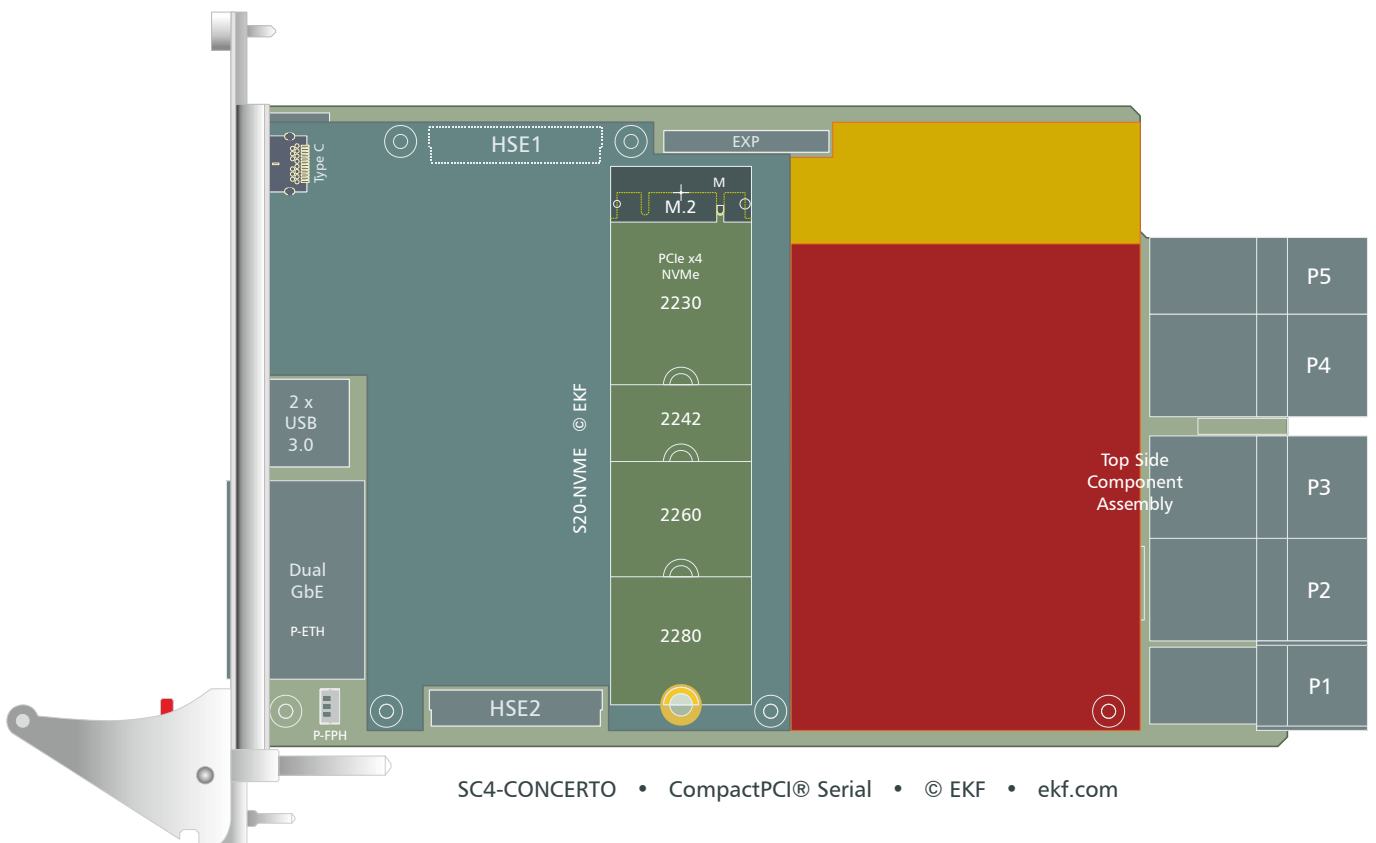 HSE1
EXP
Type C
M
M.2
PCIe x4
NVMe
2230
P5
P4
2 x
USB
3.0
S20-NVME © EKF
2242
Top Side
Component
Assembly
P3
2260
Dual
GbE
P-ETH
P2
2280
P1
HSE2
P-FPH
SC4-CONCERTO • CompactPCI® Serial • © EKF • ekf.com